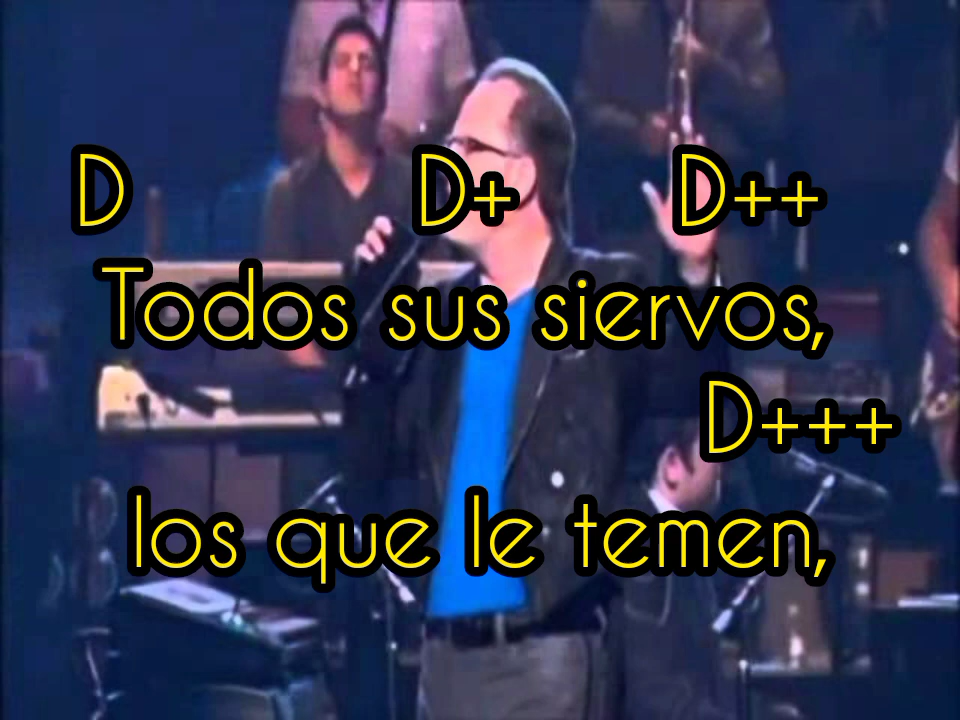 D D+ D++
Todos sus siervos,
D+++
los que le temen,